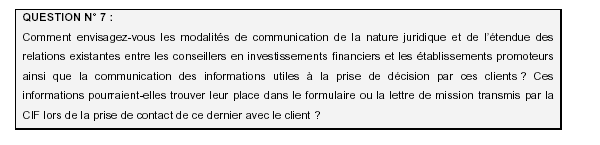 QUESTION N° 7 :
Comment envisagez-vous les modalités de communication de la nature juridique et de l'étendue des
relations existantes entre les conseillers en investissements financiers et les établissements promoteurs
ainsi que la communication des informations utiles à la prise de décision par ces clients ? Ces
informations pourraient-elles trouver leur place dans le formulaire ou la lettre de mission transmis par la
CIF lors de la prise de contact de ce dernier avec le client ?